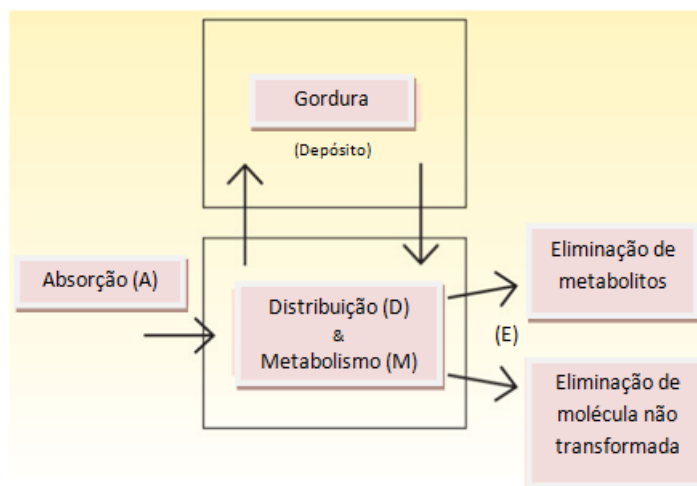 Gordura
(Depósito)
Absorção (A)
Distribuição (D)
&
Metabolismo (M)
Eliminação de
metabolitos
(E)
Eliminação de
molécula não
transformada